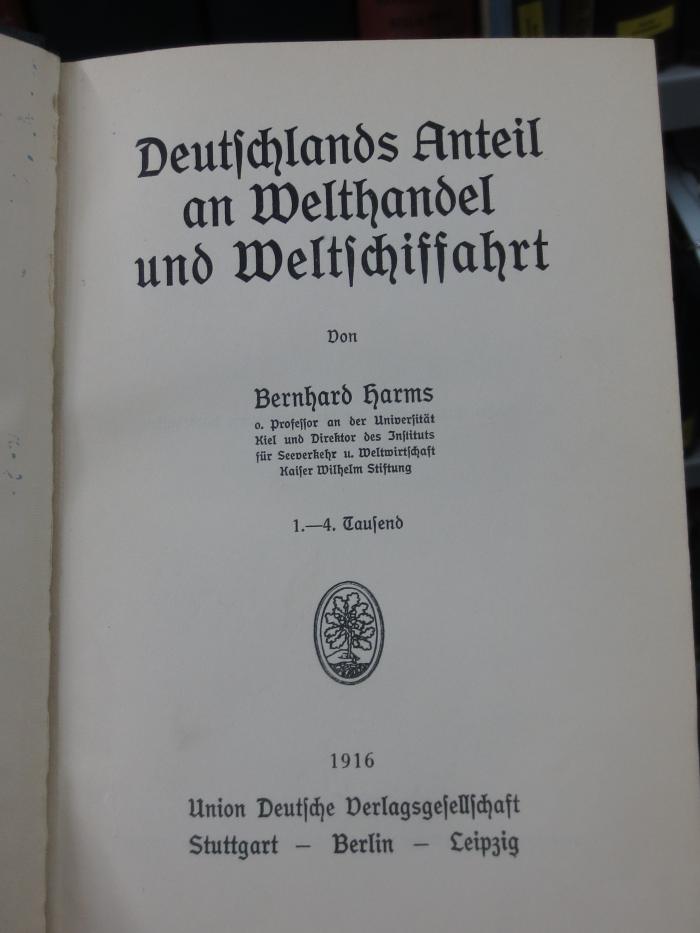 Deutſchlands Anteil
an Welthandel
und Weltſchiffahrt
Von
Bernhard Harms
o. Profeſſor an der Univerſität
Kiel und Direktor des Inſtituts
für Seeverkehr u. Weltwirtſchaft
Kaiſer Wilhelm Stiftung
1.—4. Tauſend
1916
Union Deutſche Verlagsgeſellſchaft
Stuttgart — Berlin — Leipzig